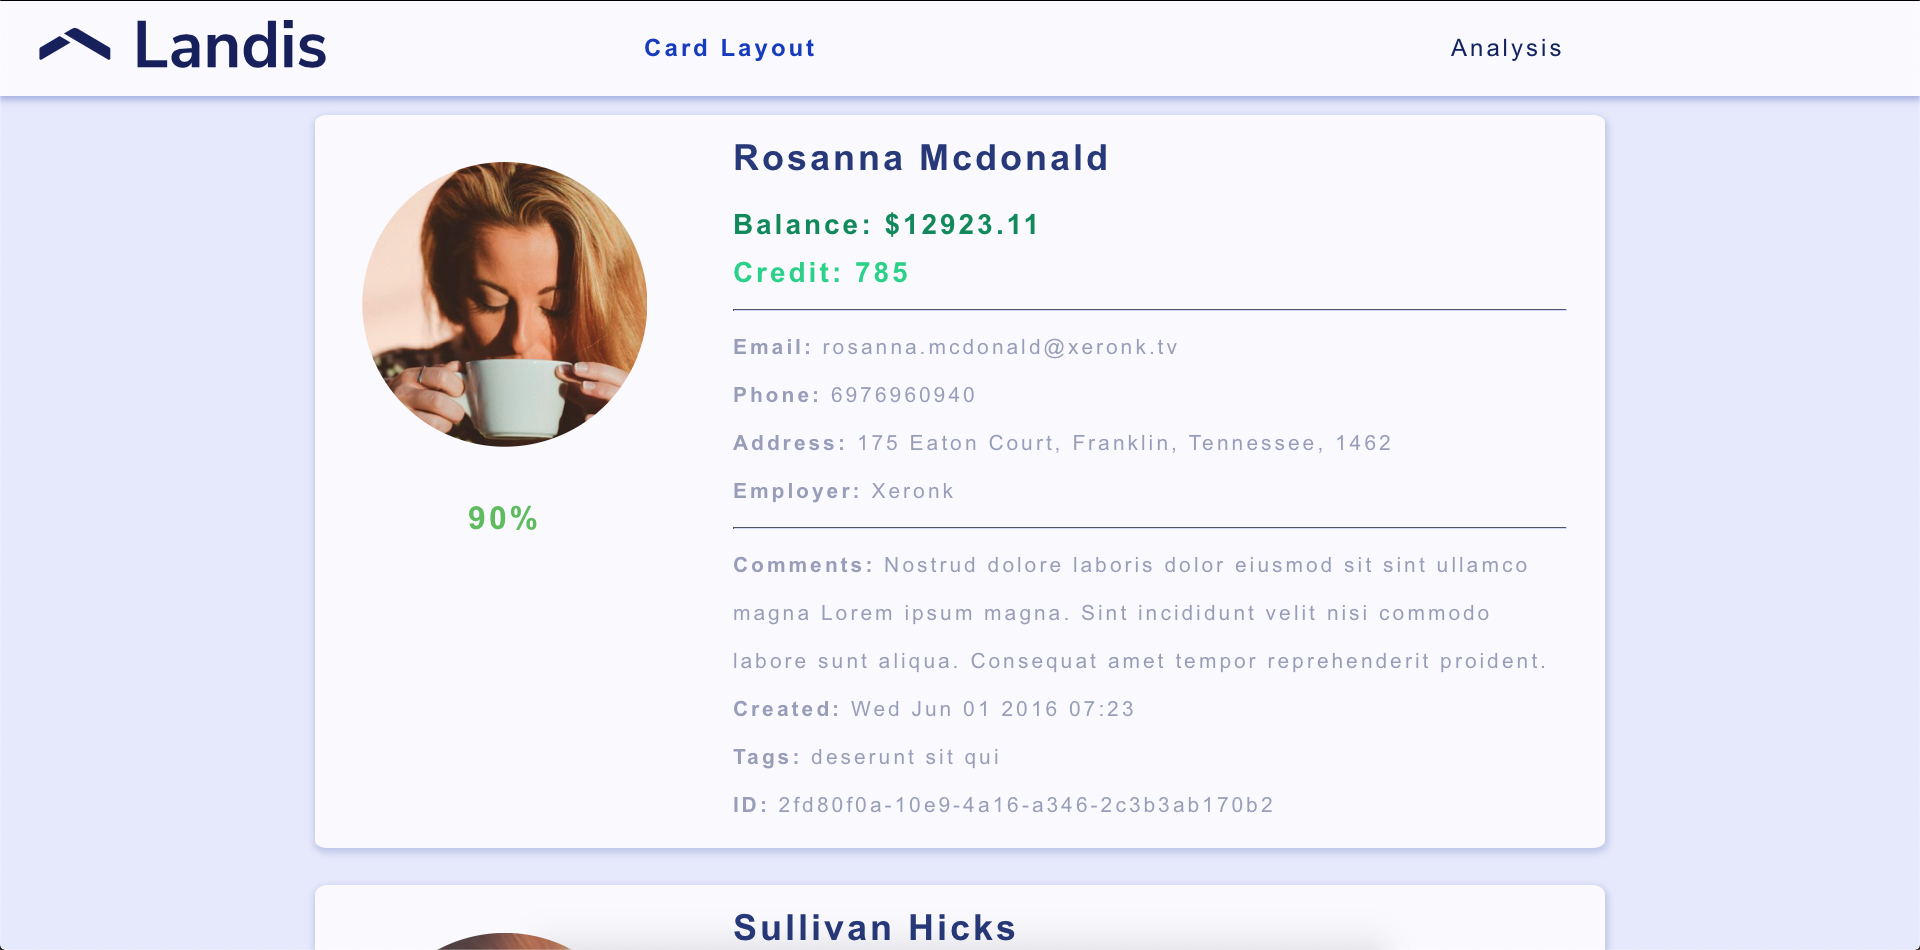 Landis
Card Layout
Analysis
Rosanna Mcdonald
Balance: $12923.11
Credit: 785
Email: rosanna.mcdonald@xeronk.tv
Phone: 6976960940
Address: 175 Eaton Court, Franklin, Tennessee, 1462
Employer: Xeronk
90%
Comments: Nostrud dolore laboris dolor eiusmod sit sint ullamco
magna Lorem ipsum magna. Sint incididunt velit nisi commodo
labore sunt aliqua. Consequat amet tempor reprehenderit proident.
Created: Wed Jun 01 2016 07:23
Tags: deserunt sit qui
ID: 2fd80f0a-10e9-4a16-a346-2c3b3ab170b2
Sullivan Hicks